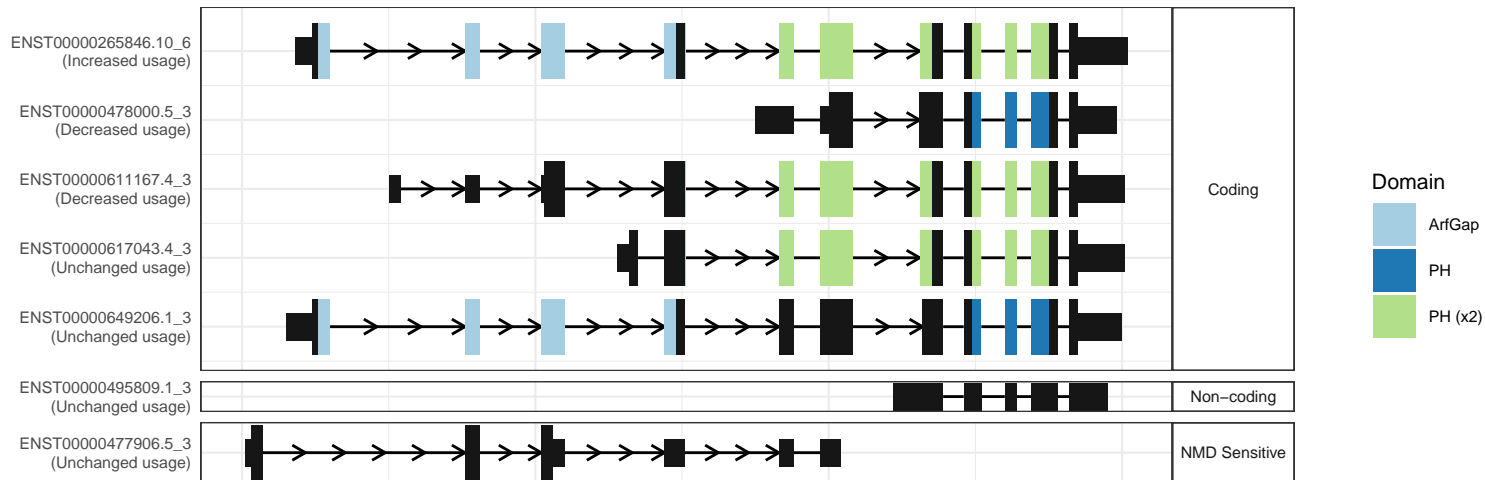 ENST00000265846.10_6
(Increased usage)
ENST00000478000.5_3
(Decreased usage)
ENST00000611167.4_3
(Decreased usage)
ENST00000617043.4_3
(Unchanged usage)
ENST00000649206.1_3
(Unchanged usage)
Coding
ENST00000495809.1_3
(Unchanged usage)
Non−coding
ENST00000477906.5_3
(Unchanged usage)
NMD Sensitive
Domain
ArfGap
PH
PH (x2)